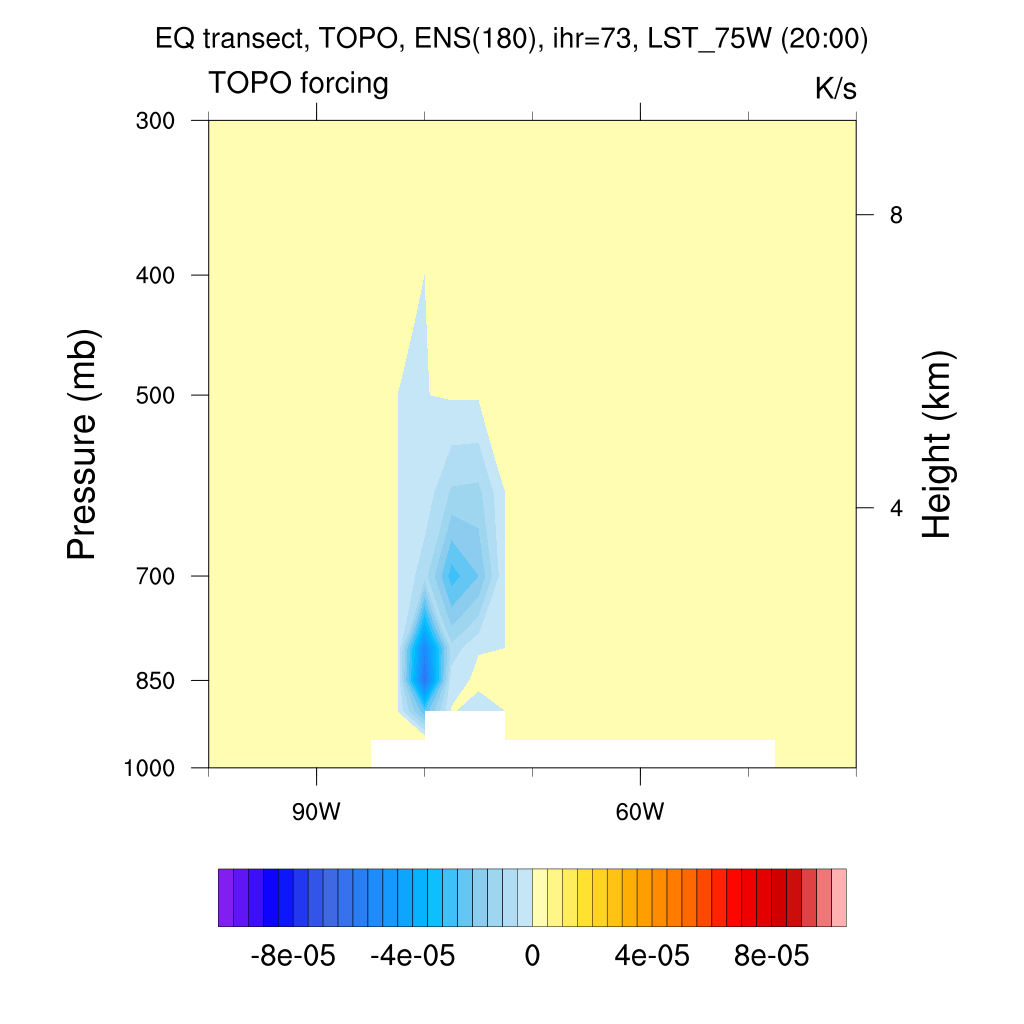 EQ transect, TOPO, ENS(180), ihr=73, LST_75W (20:00)
TOPO forcing
K/s
300
400
500
700
850
1000
Pressure (mb)
8
4
Height (km)
90W
60W
-8e-05
-4e-05
0
4e-05
8e-05